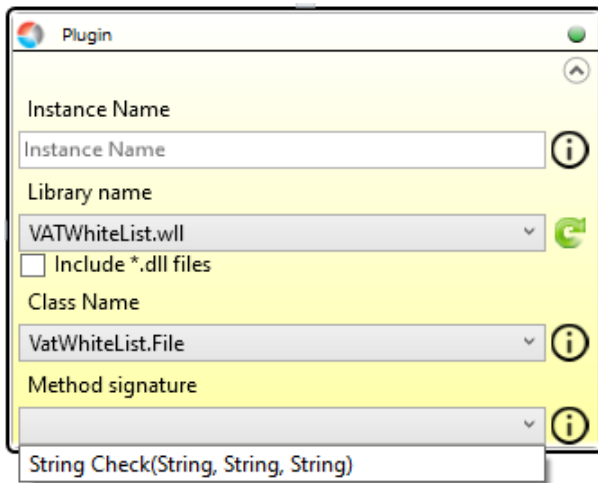 Plugin
Instance Name
Instance Name
Library name
VATWhiteList.wll
Include *.dll files
Class Name
VatWhiteList.File
Method signature
String Check(String, String, String)